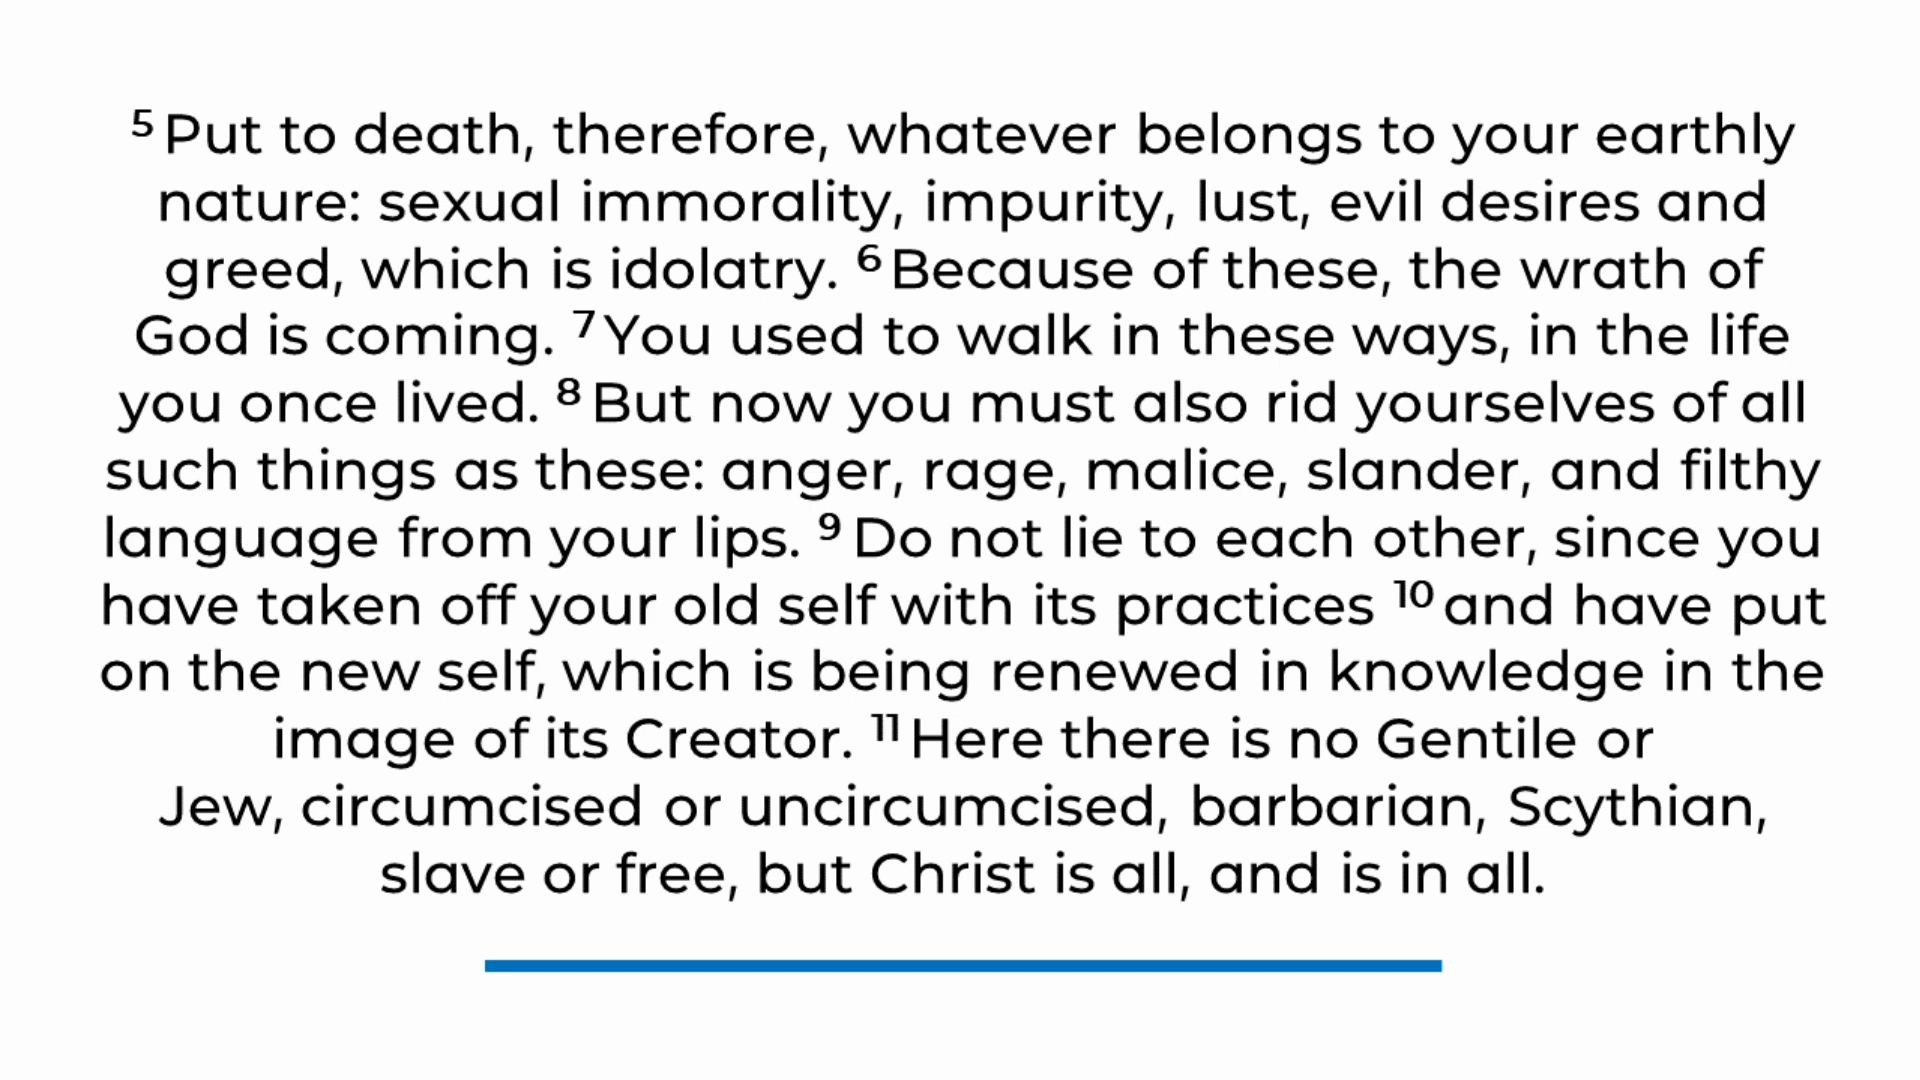 ⁵ Put to death, therefore, whatever belongs to your earthly
nature: sexual immorality, impurity, lust, evil desires and
greed, which is idolatry. ⁶ Because of these, the wrath of
God is coming. ⁷ You used to walk in these ways, in the life
you once lived. ⁸ But now you must also rid yourselves of all
such things as these: anger, rage, malice, slander, and filthy
language from your lips. ⁹ Do not lie to each other, since you
have taken off your old self with its practices ¹⁰ and have put
on the new self, which is being renewed in knowledge in the
image of its Creator. ¹¹ Here there is no Gentile or
Jew, circumcised or uncircumcised, barbarian, Scythian,
slave or free, but Christ is all, and is in all.